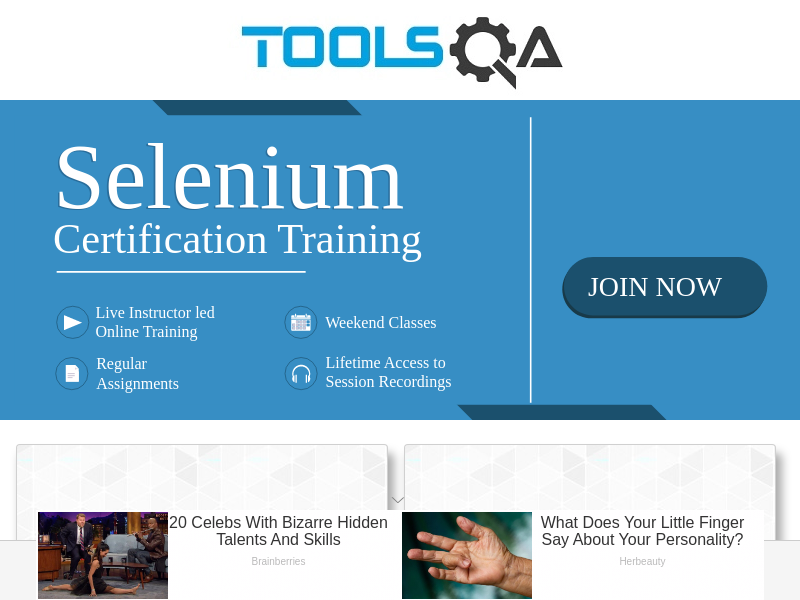 TOOLSQA
Selenium
Certification Training
JOIN NOW
Live Instructor led
Online Training
Weekend Classes
Regular
Assignments
Lifetime Access to
Session Recordings
20 Celebs With Bizarre Hidden
Talents And Skills
Brainberries
What Does Your Little Finger
Say About Your Personality?
Herbeauty